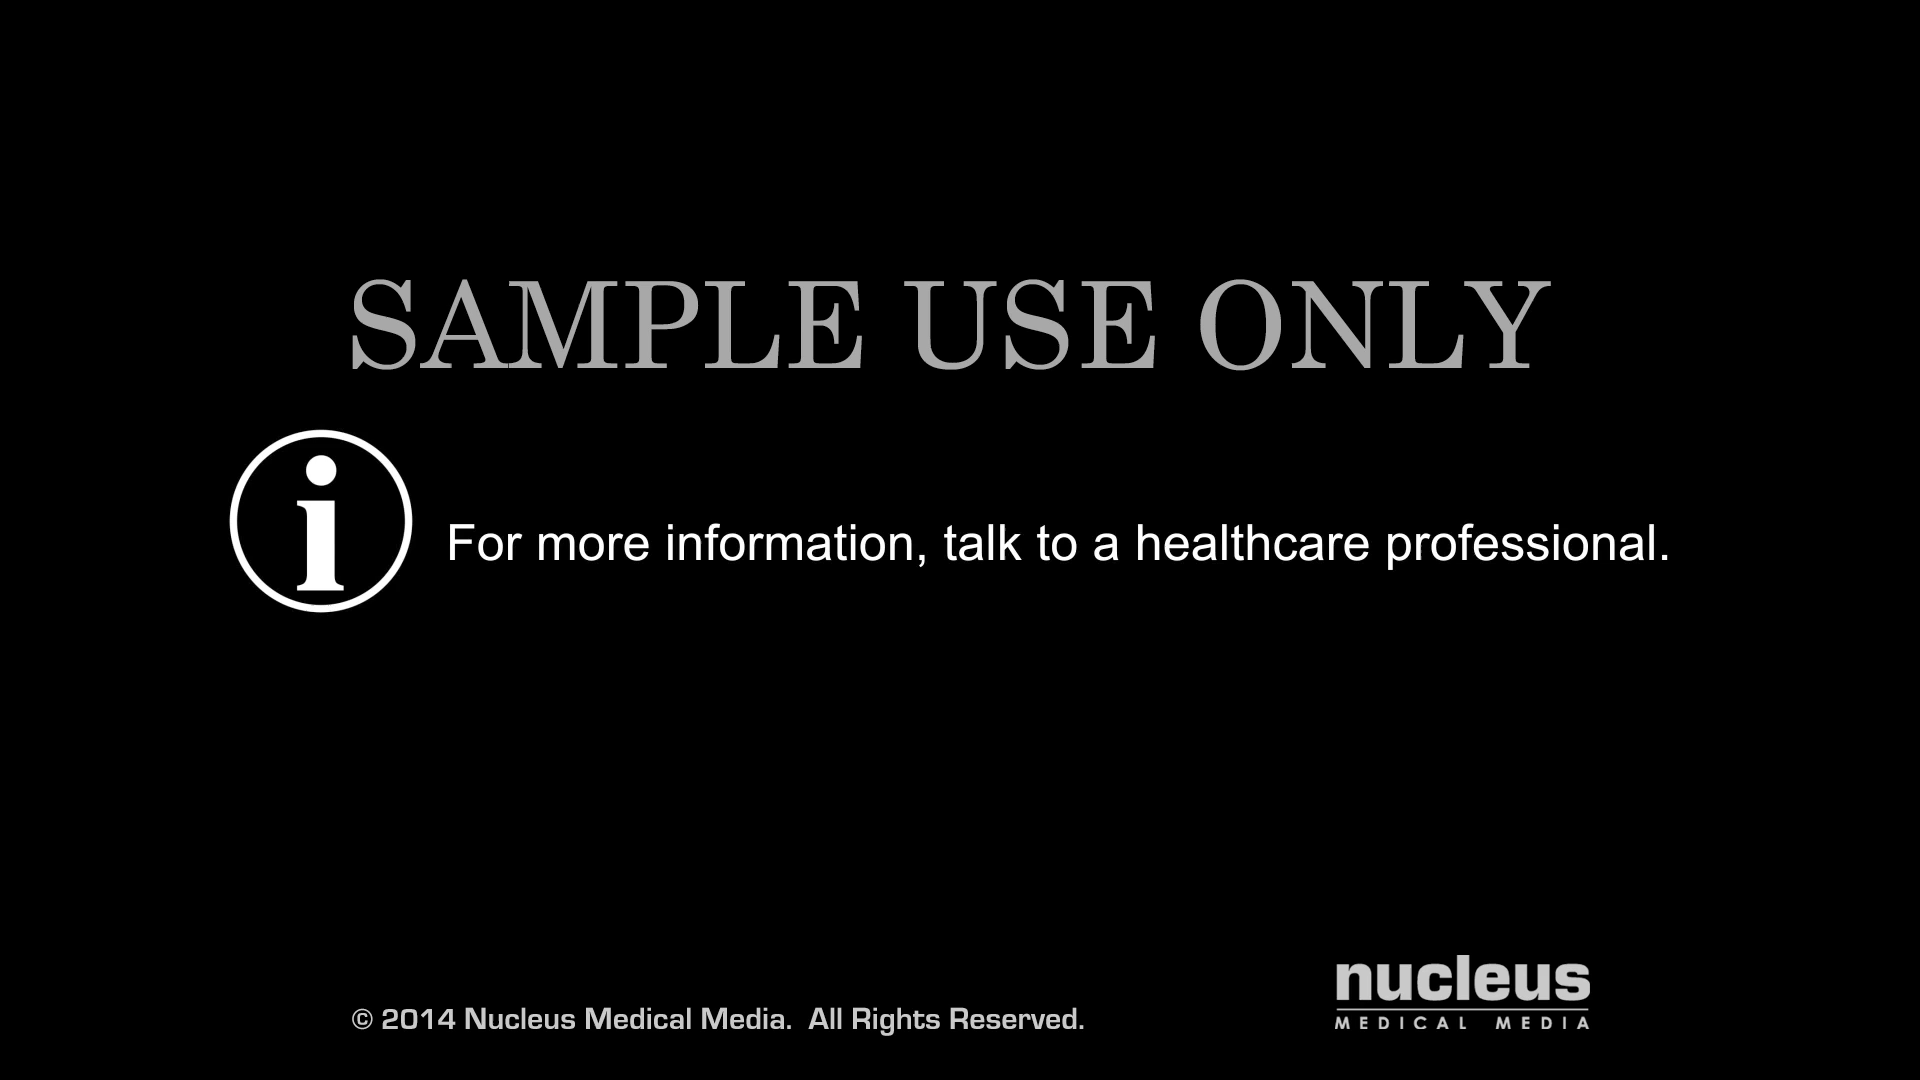 SAMPLE USE ONLY
i
For more information, talk to a healthcare professional.
© 2014 Nucleus Medical Media. All Rights Reserved.
nucleus
MEDICAL MEDIA